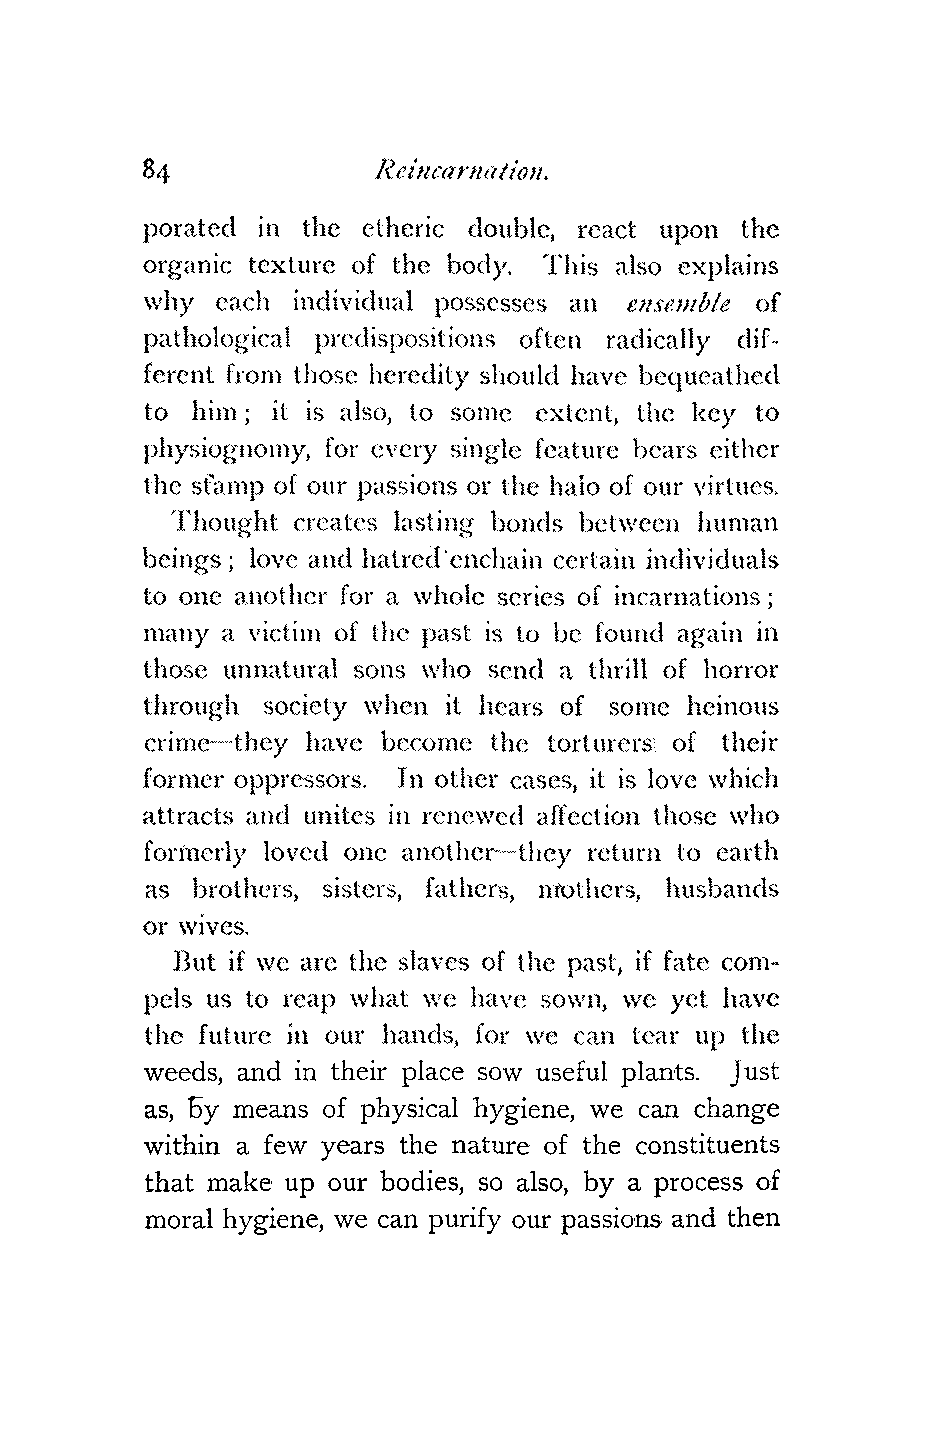 84 Reincarnation.
porated in the etheric double, react upon the
organic texture of the body. This also explains
why each individual possesses an ensemble of
pathological predispositions often radically dif-
ferent from those heredity should have bequeathed
to him; it is also, to some extent, the key to
physiognomy, for every single feature bears either
the stamp of our passions or the halo of our virtues.
Thought creates lasting bonds between human
beings; love and hatred enchain certain individuals
to one another for a whole series of incarnations;
many a victim of the past is to be found again in
those unnatural sons who send a thrill of horror
through society when it hears of some heinous
crime—they have become the torturers of their
former oppressors. In other cases, it is love which
attracts and unites in renewed affection those who
formerly loved one another—they return to earth
as brothers, sisters, fathers, mothers, husbands
or wives.
But if we are the slaves of the past, if fate com-
pels us to reap what we have sown, we yet have
the future in our hands, for we can tear up the
weeds, and in their place sow useful plants. Just
as, by means of physical hygiene, we can change
within a few years the nature of the constituents
that make up our bodies, so also, by a process of
moral hygiene, we can purify our passions and then